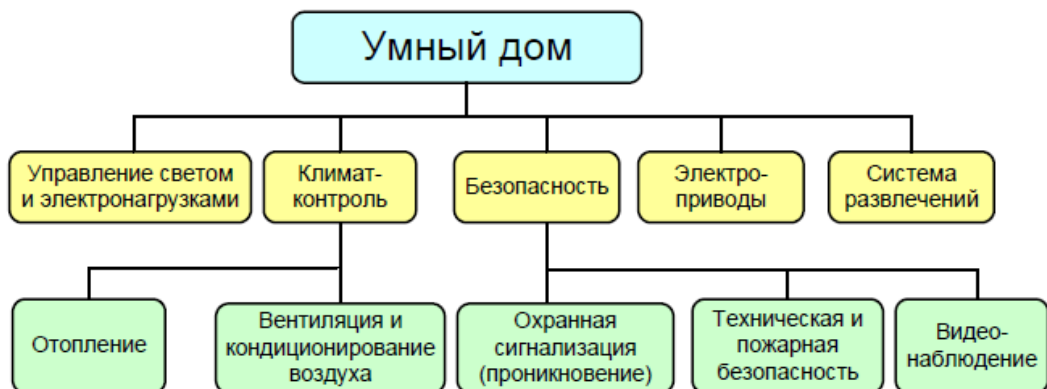 Умный дом
Управление светом
и электронагрузками
Климат-
контроль
Безопасность
Электро-
приводы
Система
развлечений
Отопление
Вентиляция и
кондиционирование
воздуха
Охранная
сигнализация
(проникновение)
Техническая и
пожарная
безопасность
Видео-
наблюдение